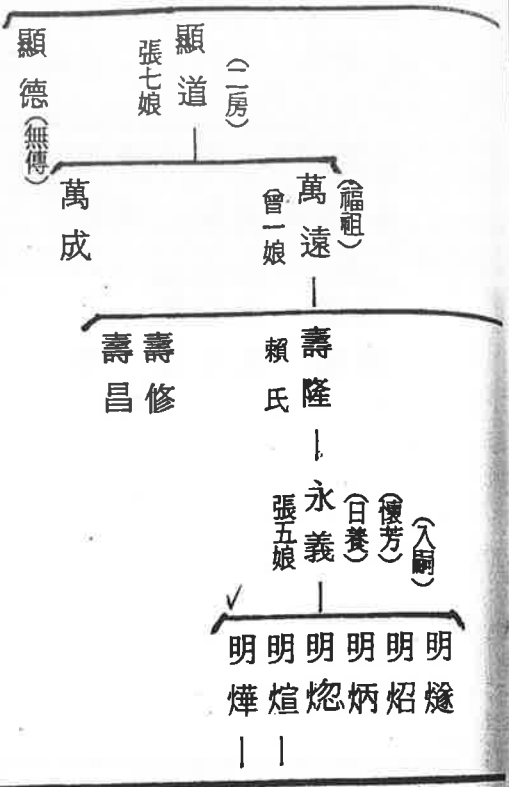 (二房)
顯道
張七娘
顯德(無傳)
(福祖)
萬遠
曾一娘
萬成
壽隆
賴氏
壽修
壽昌
(入嗣)
(懷芳)
(日養)
永義
張五娘
明燧
明炤
明炳
明煾
明煊
明燁